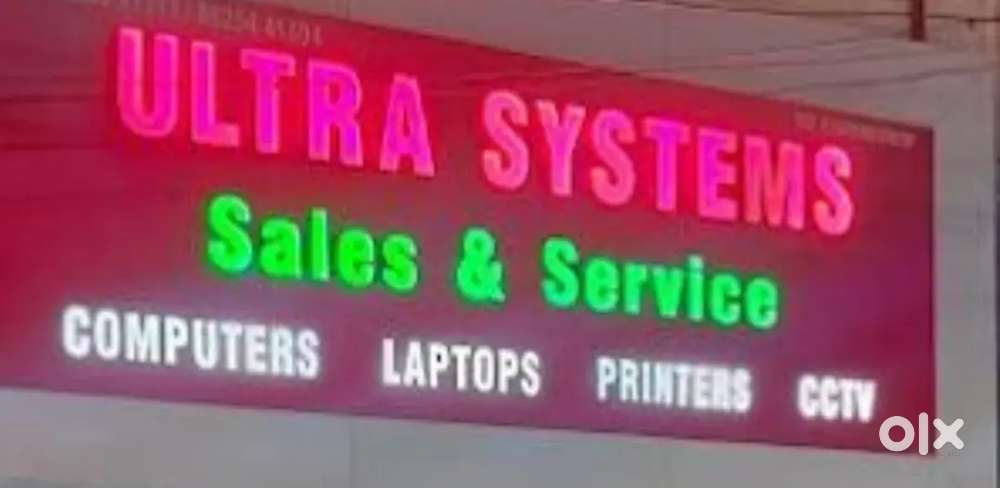 ULTRA SYSTEMS
Sales & Service
COMPUTERS LAPTOPS PRINTERS CCTV
olx